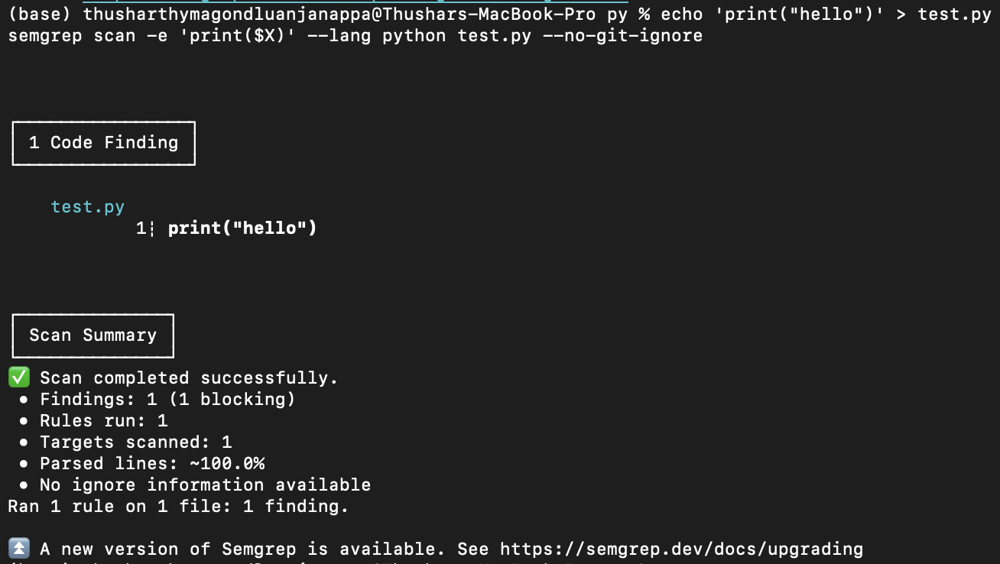 (base) thusharthymagondluanjanappa@Thushars-MacBook-Pro py % echo 'print("hello")' > test.py
semgrep scan -e 'print($X)' --lang python test.py --no-git-ignore
1 Code Finding
test.py
1┆ print("hello")
Scan Summary
✅ Scan completed successfully.
• Findings: 1 (1 blocking)
• Rules run: 1
• Targets scanned: 1
• Parsed lines: ~100.0%
• No ignore information available
Ran 1 rule on 1 file: 1 finding.
⏫ A new version of Semgrep is available. See https://semgrep.dev/docs/upgrading